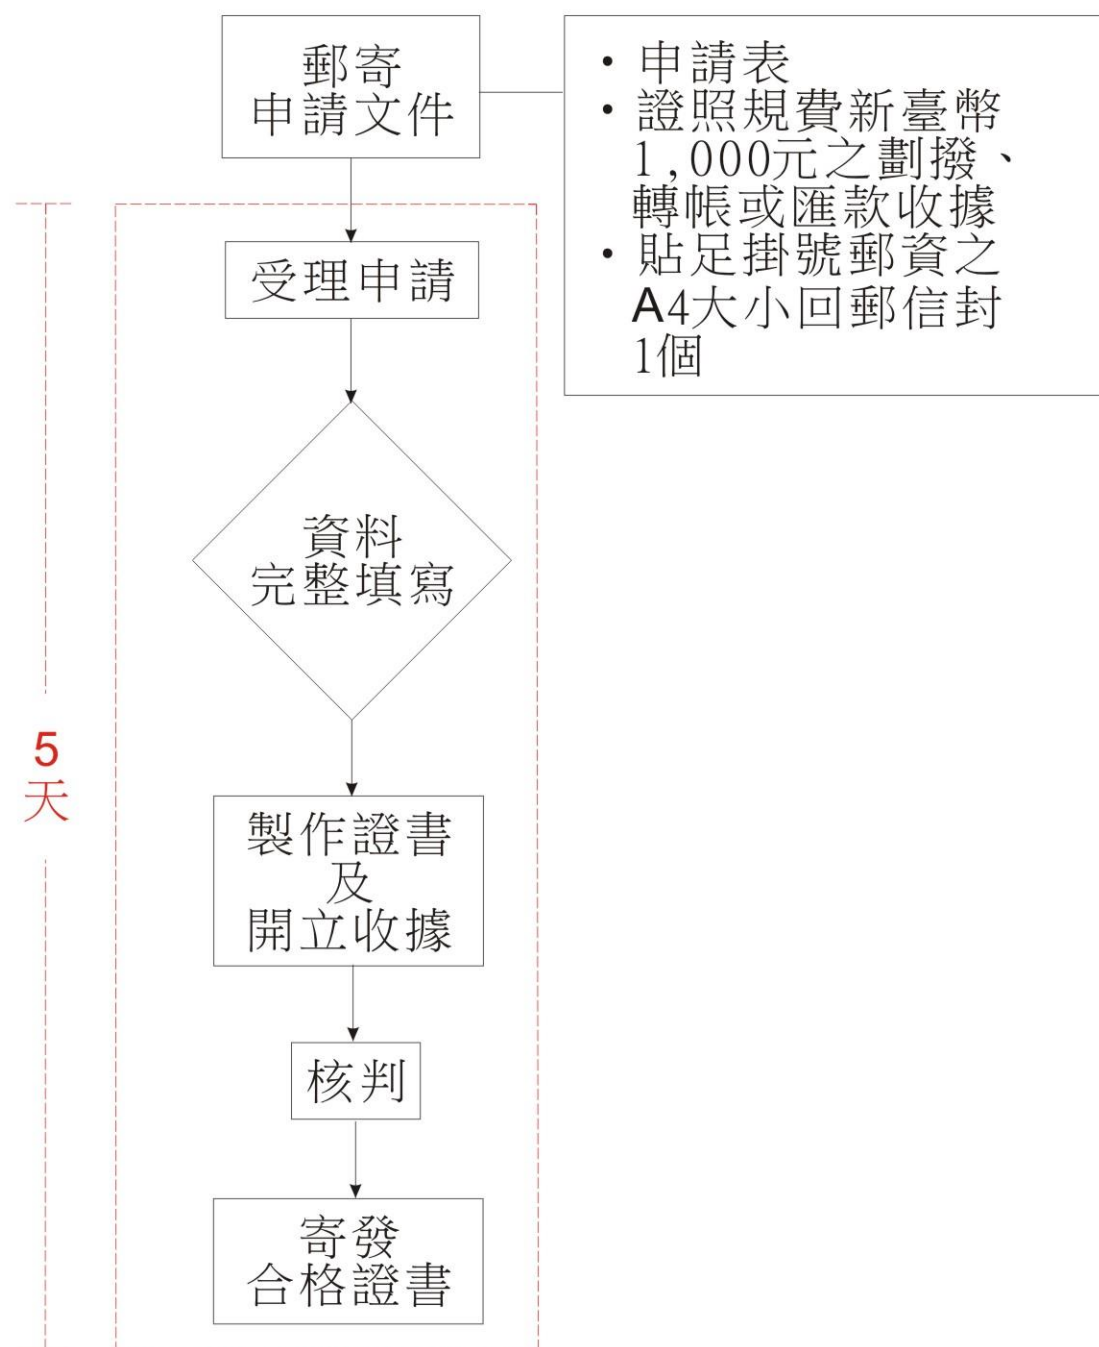 郵寄
申請文件
・申請表
・證照規費新臺幣
1,000元之劃撥、
轉帳或匯款收據
・貼足掛號郵資之
A4大小回郵信封
1個
受理申請
資料
完整填寫
5
天
製作證書
及
開立收據
核判
寄發
合格證書